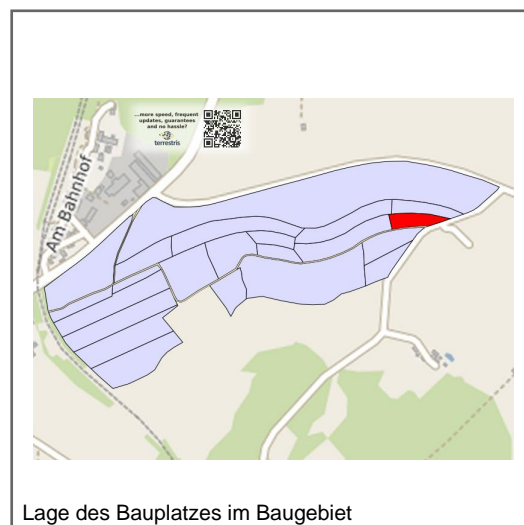 ...more speed, frequent
updates, guarantees
and no hassle?
terrestris
Am Bahnhof
Lage des Bauplatzes im Baugebiet